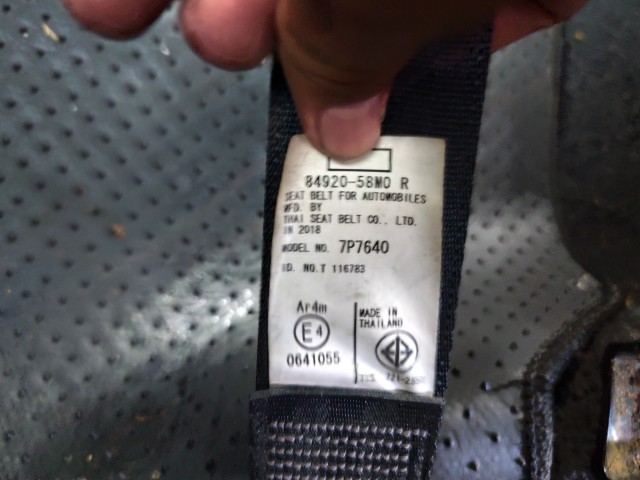 84920-58M0 R
SEAT BELT FOR AUTOMOBILES
MFD. BY
THAI SEAT BELT CO., LTD.
IN 2018
MODEL NO. 7P7640
ID. NO.T 116783
Ar4m
E4
0641055
MADE IN
THAILAND
TIS